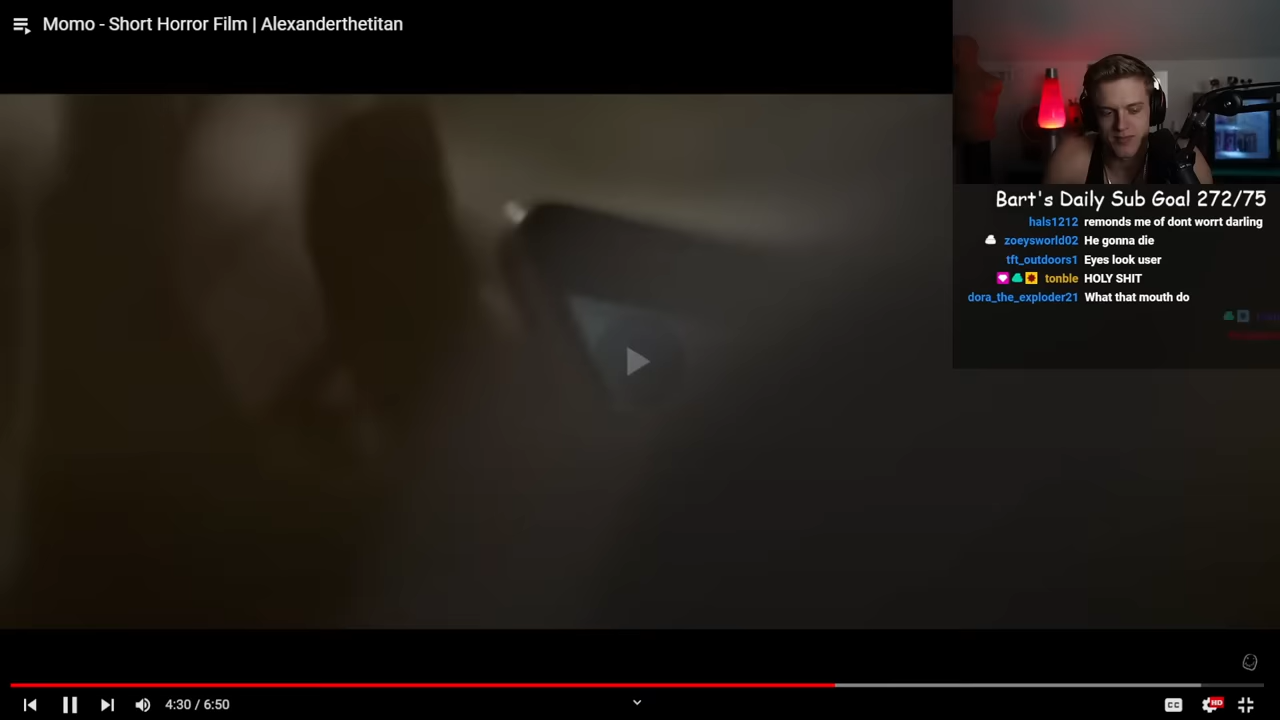 Momo - Short Horror Film | Alexanderthetitan
Bart's Daily Sub Goal 272/75
hals1212 remonds me of dont worrt darling
zoeysworld02 He gonna die
tft_outdoors1 Eyes look user
tonble HOLY SHIT
dora_the_exploder21 What that mouth do
4:30 / 6:50
CC
HD